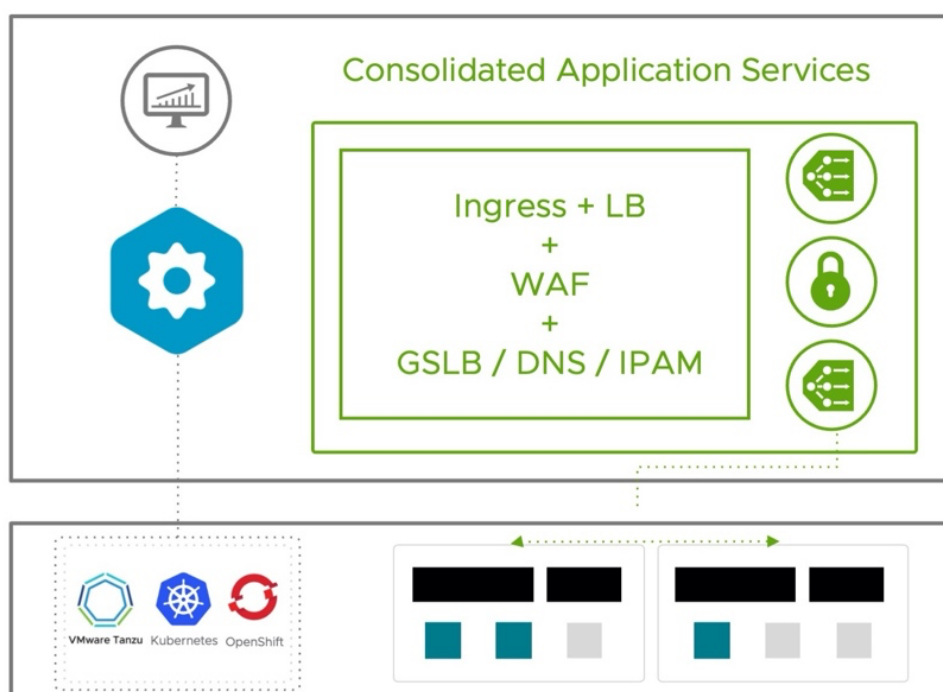 Consolidated Application Services
Ingress + LB
+
WAF
+
GSLB / DNS / IPAM
VMware Tanzu Kubernetes OpenShift